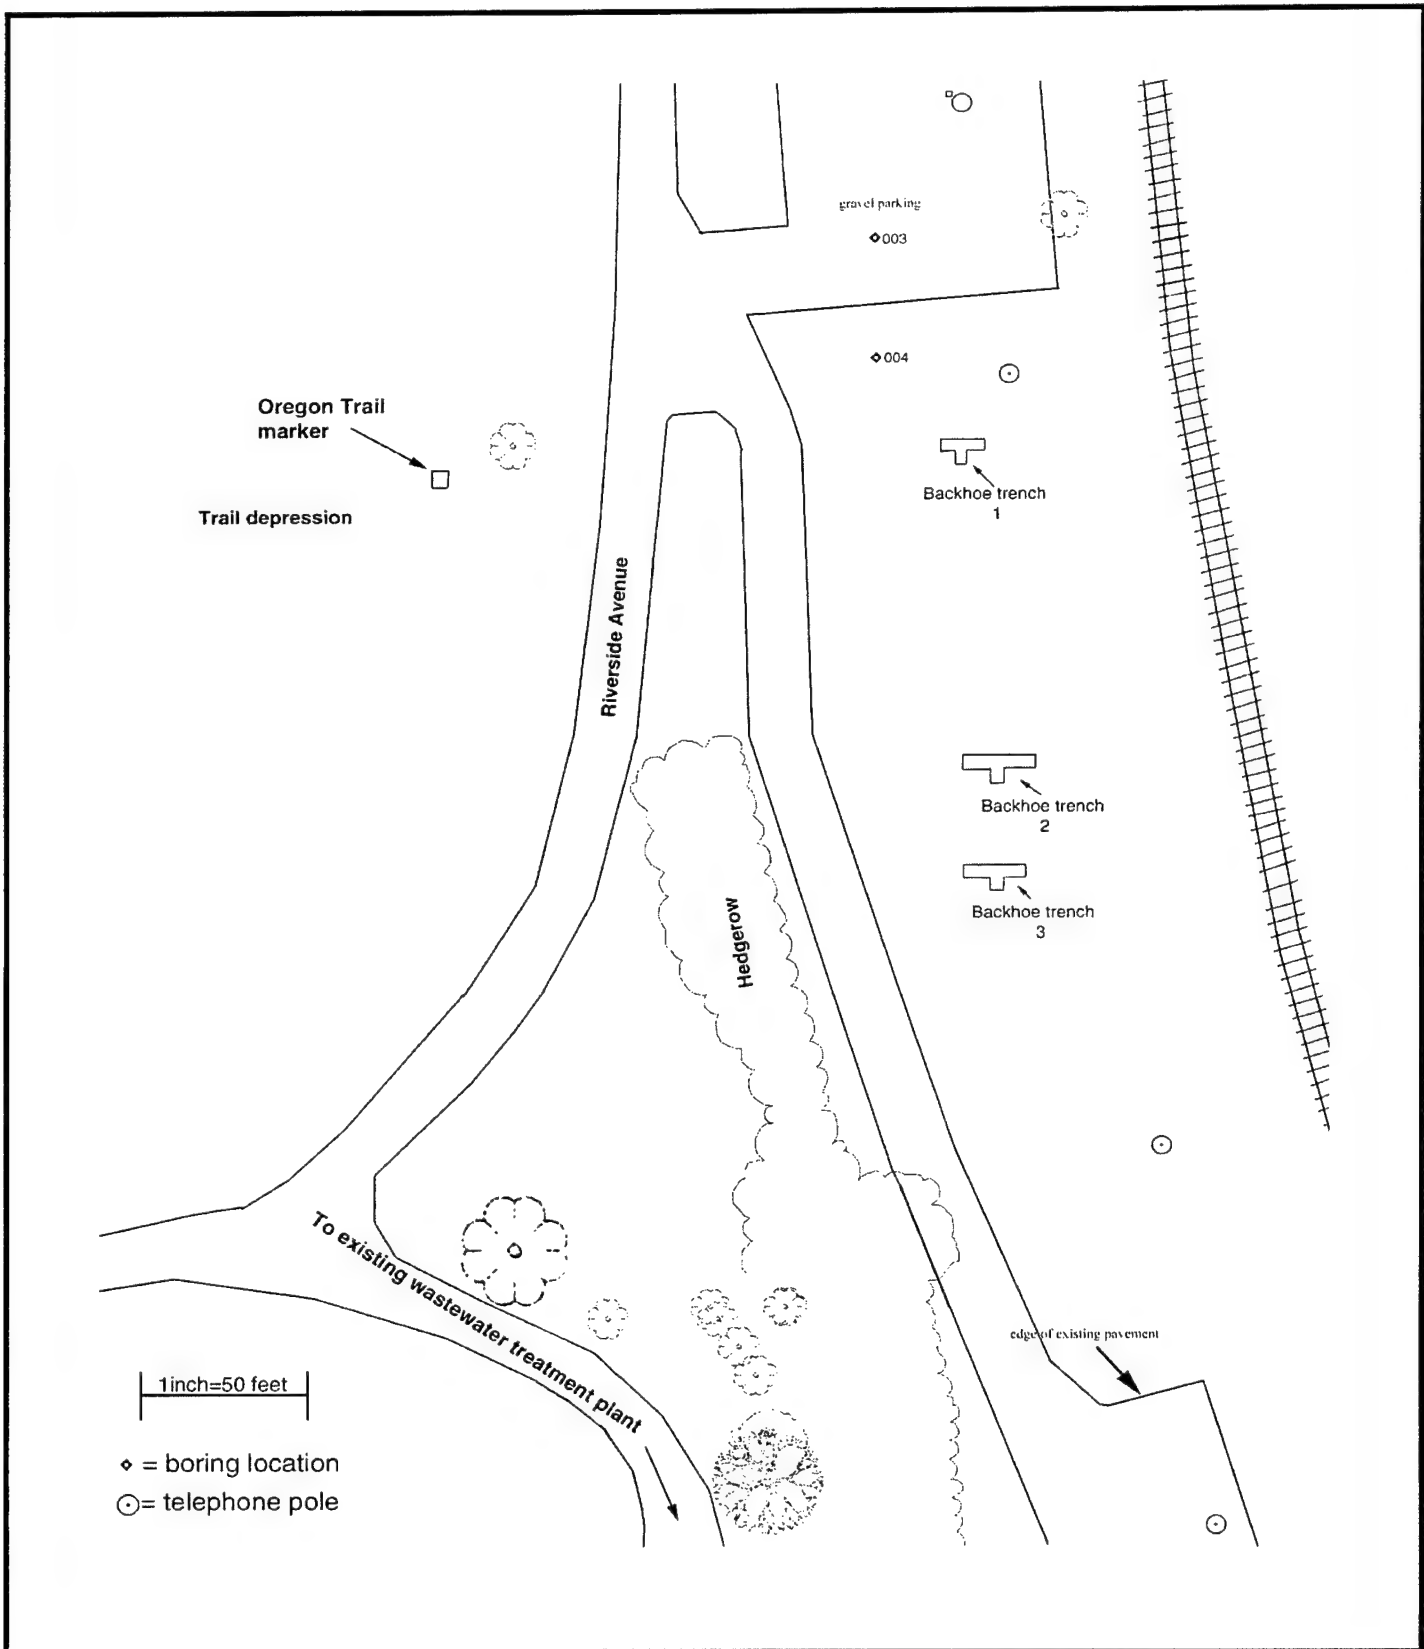 gravel parking
003
004
Oregon Trail
marker
Trail depression
Backhoe trench
1
Riverside Avenue
Backhoe trench
2
Backhoe trench
3
Hedgerow
To existing wastewater treatment plant
edge of existing pavement
1inch=50 feet
= boring location
= telephone pole